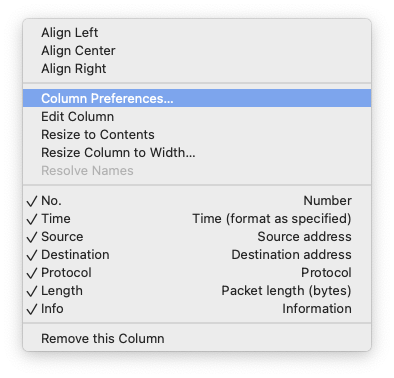 Align Left
Align Center
Align Right
Column Preferences...
Edit Column
Resize to Contents
Resize Column to Width...
Resolve Names
✓ No. Number
✓ Time Time (format as specified)
✓ Source Source address
✓ Destination Destination address
✓ Protocol Protocol
✓ Length Packet length (bytes)
✓ Info Information
Remove this Column